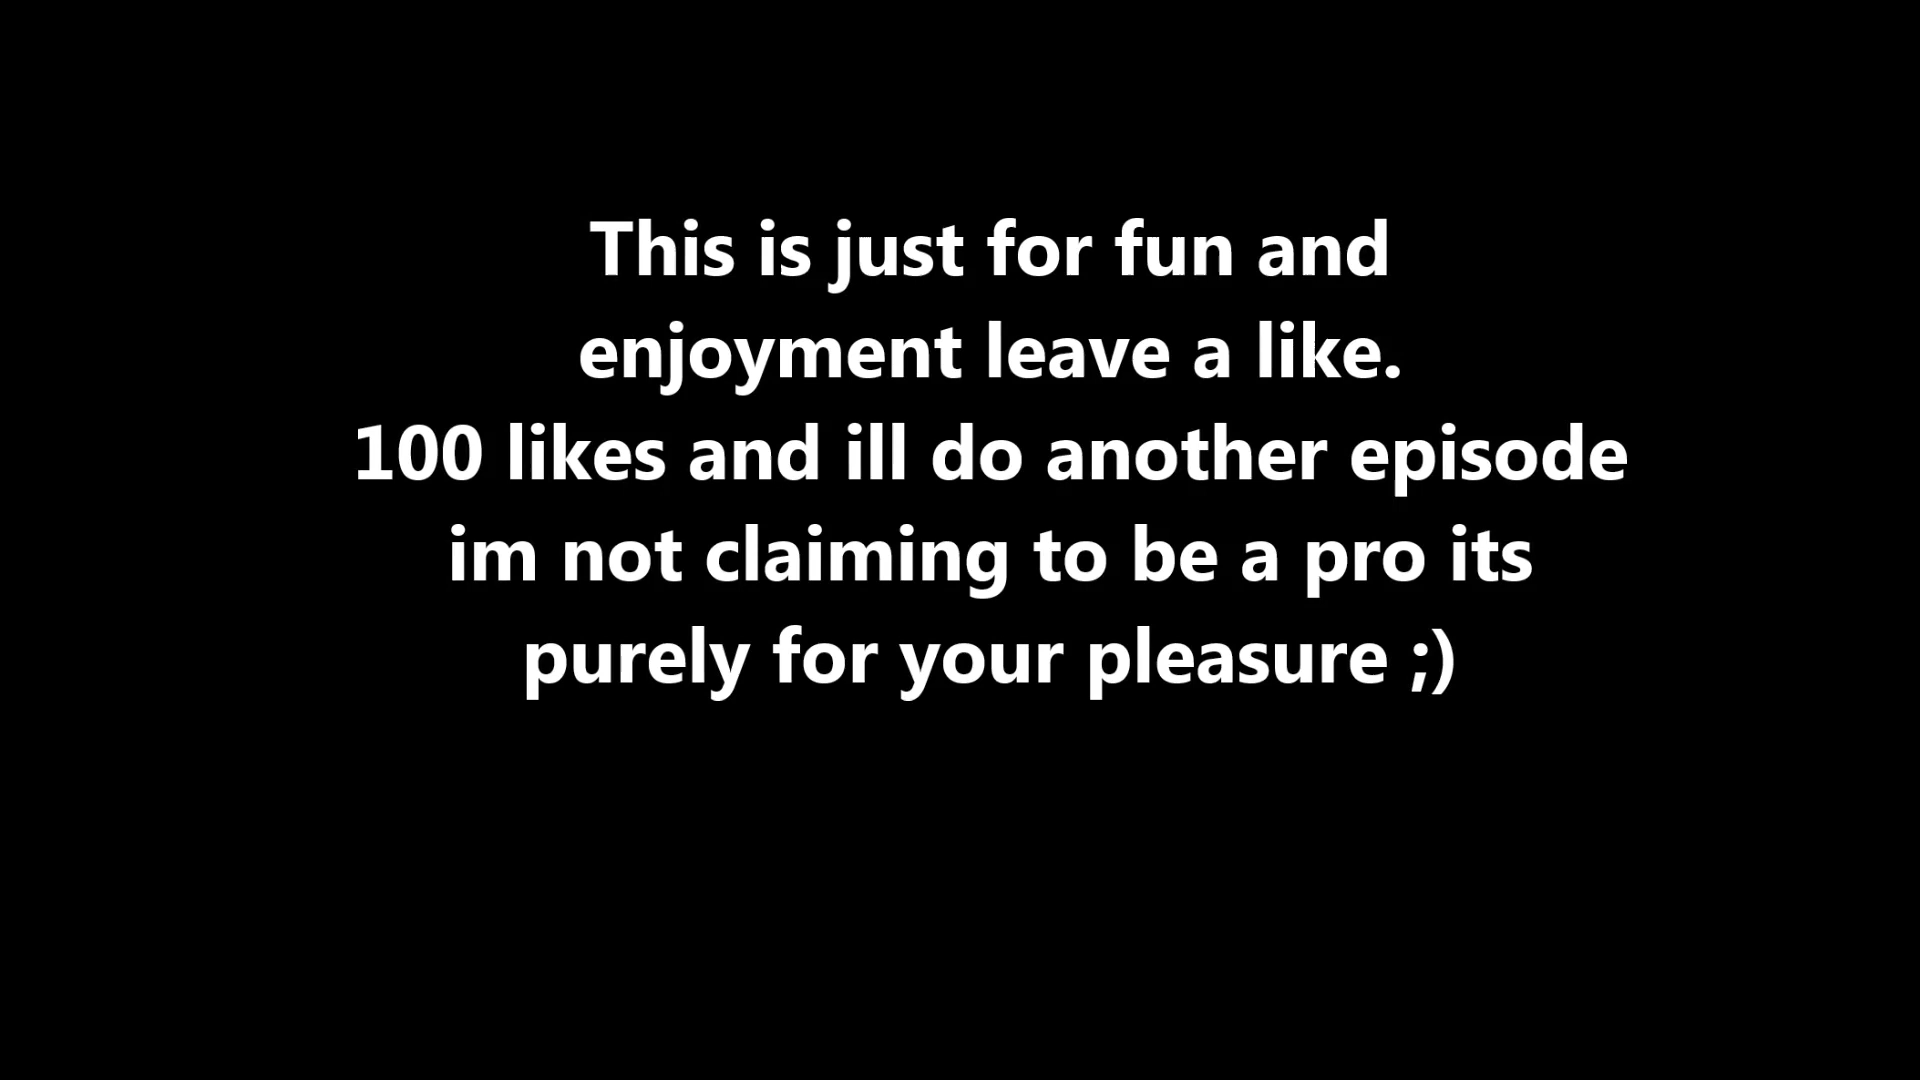 This is just for fun and
enjoyment leave a like.
100 likes and ill do another episode
im not claiming to be a pro its
purely for your pleasure ;)